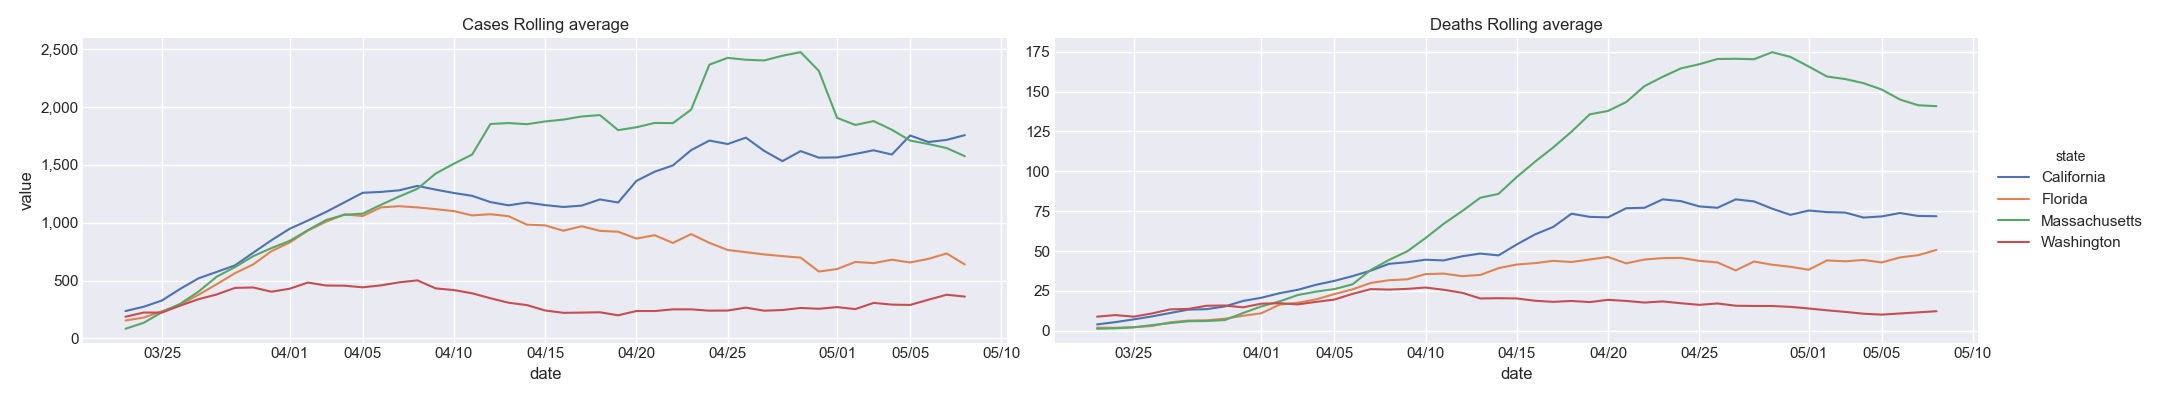 Cases Rolling average
2,500
2,000
1,500
1,000
500
0
value
03/25 04/01 04/05 04/10 04/15 04/20 04/25 05/01 05/05 05/10
date
Deaths Rolling average
175
150
125
100
75
50
25
0
03/25 04/01 04/05 04/10 04/15 04/20 04/25 05/01 05/05 05/10
date
state
California
Florida
Massachusetts
Washington